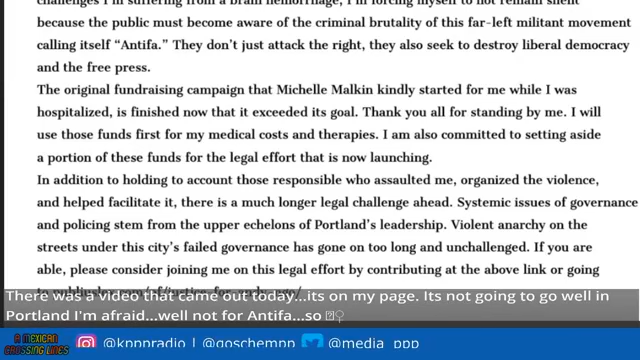 challenges I'm suffering from a brain hemorrhage, I'm forcing myself to not remain silent
because the public must become aware of the criminal brutality of this far-left militant movement
calling itself “Antifa.” They don’t just attack the right, they also seek to destroy liberal democracy
and the free press.
The original fundraising campaign that Michelle Malkin kindly started for me while I was
hospitalized, is finished now that it exceeded its goal. Thank you all for standing by me. I will
use those funds first for my medical costs and therapies. I am also committed to setting aside
a portion of these funds for the legal effort that is now launching.
In addition to holding to account those responsible who assaulted me, organized the violence,
and helped facilitate it, there is a much longer legal challenge ahead. Systemic issues of governance
and policing stem from the upper echelons of Portland’s leadership. Violent anarchy on the
streets under this city’s failed governance has gone on too long and unchallenged. If you are
able, please consider joining me on this legal effort by contributing at the above link or going
There was a video that came out today...its on my page. Its not going to go well in
Portland I'm afraid...well not for Antifa...so
A MEXICAN
CROSSING LINES
@knnnradio | @goschemnn
@media_ppp